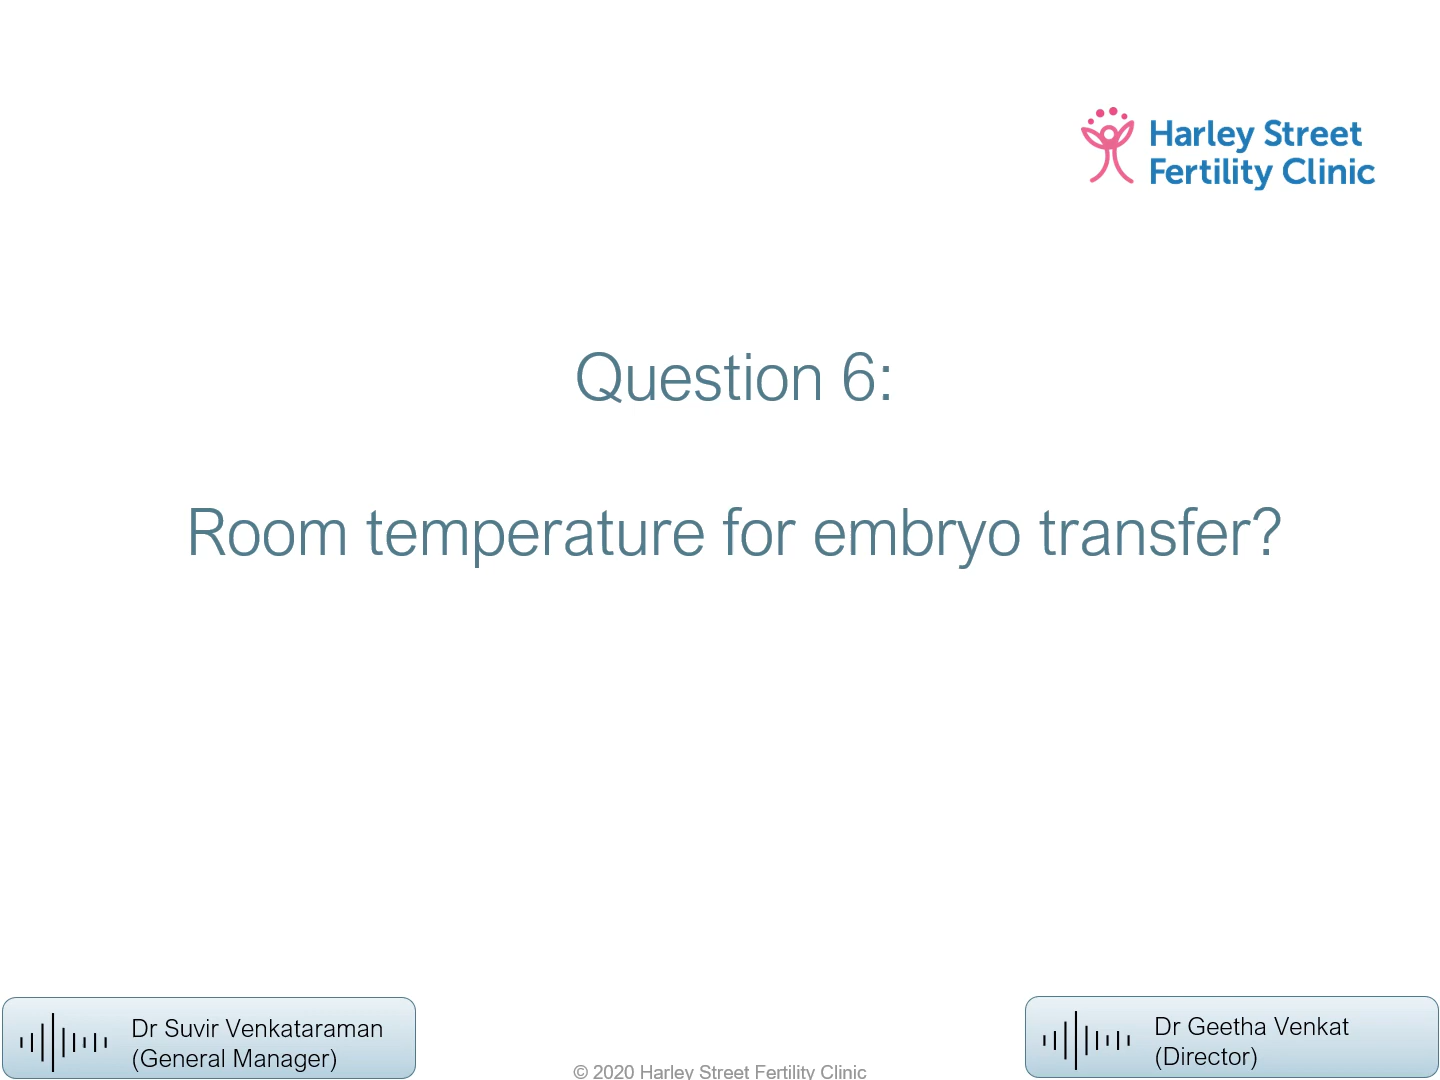 Harley Street
Fertility Clinic
Question 6:
Room temperature for embryo transfer?
Dr Suvir Venkataraman
(General Manager)
© 2020 Harley Street Fertility Clinic
Dr Geetha Venkat
(Director)